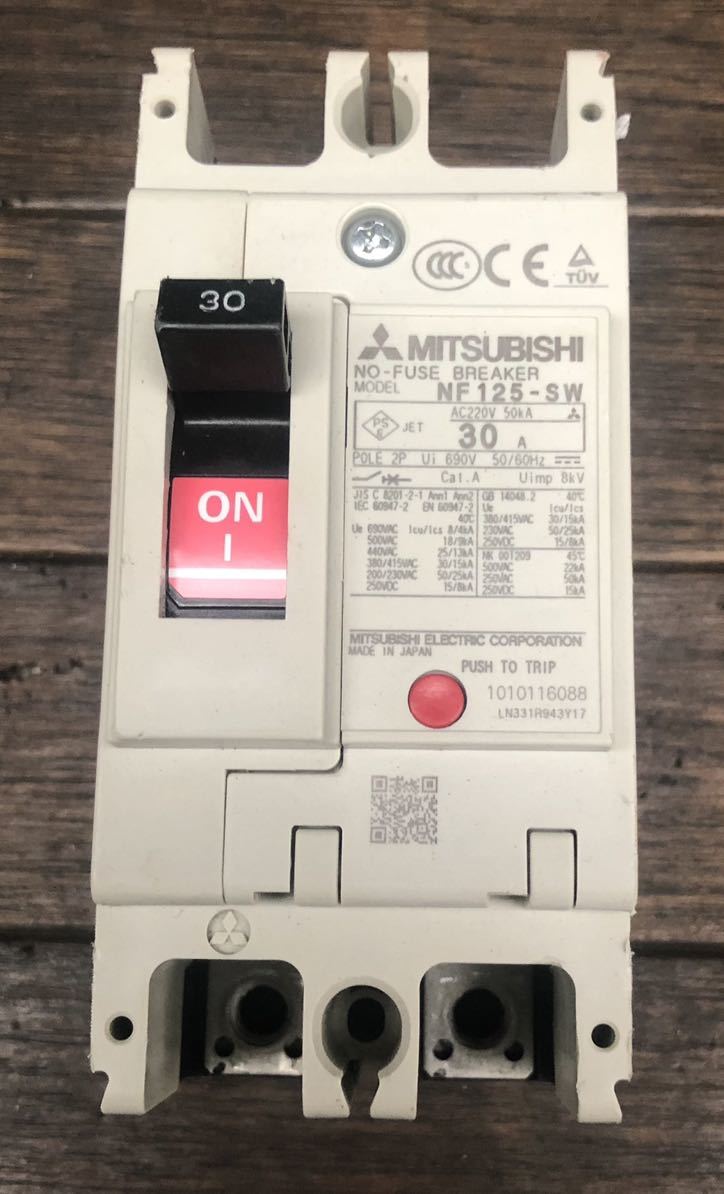 CCC CE TÜV
30
MITSUBISHI
NO-FUSE BREAKER
MODEL NF125-SW
AC220V 50kA
PS E JET 30 A
POLE 2P Ui 690V 50/60Hz
Cat.A Uimp 8kV
JIS C 8201-2-1 Ann1 Ann2
IEC 60947-2 EN 60947-2
40℃
Ue 690VAC Icu/Ics 8/4kA
500VAC 18/9kA
440VAC 25/13kA
380/415VAC 30/15kA
200/230VAC 50/25kA
250VDC 15/8kA
GB 14048.2 40℃
Ue Icu/Ics
380/415VAC 30/15kA
230VAC 50/25kA
250VDC 15/8kA
NK 001209 45℃
500VAC 22kA
250VAC 50kA
250VDC 15kA
ON
I
MITSUBISHI ELECTRIC CORPORATION
MADE IN JAPAN
PUSH TO TRIP
1010116088
LN331R943Y17